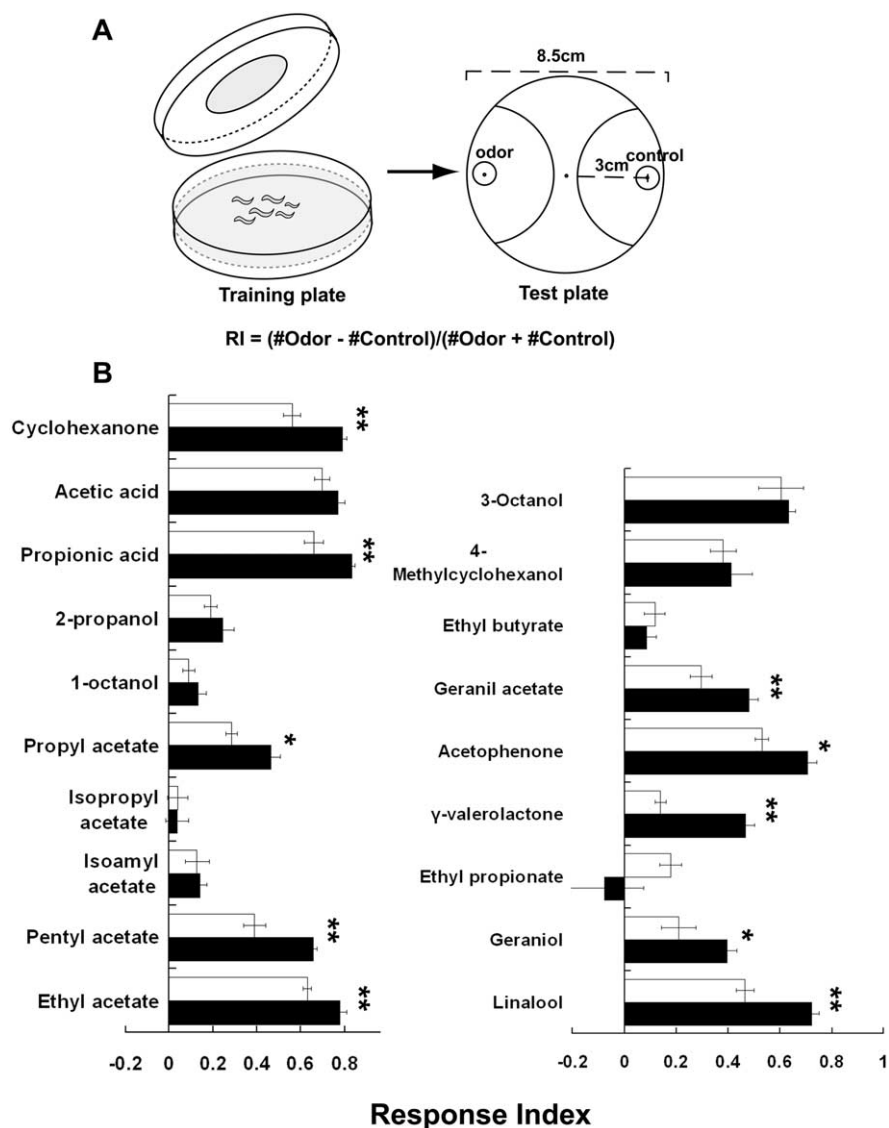 A
8.5cm
odor
control
3cm
Training plate
Test plate
RI = (#Odor - #Control)/(#Odor + #Control)
B
Cyclohexanone
**
Acetic acid
Propionic acid
**
2-propanol
1-octanol
Propyl acetate
*
Isopropyl
acetate
Isoamyl
acetate
Pentyl acetate
**
Ethyl acetate
**
-0.2 0 0.2 0.4 0.6 0.8
3-Octanol
4-
Methylcyclohexanol
Ethyl butyrate
Geranil acetate
**
Acetophenone
*
γ-valerolactone
**
Ethyl propionate
Geraniol
*
Linalool
**
-0.2 0 0.2 0.4 0.6 0.8 1
Response Index